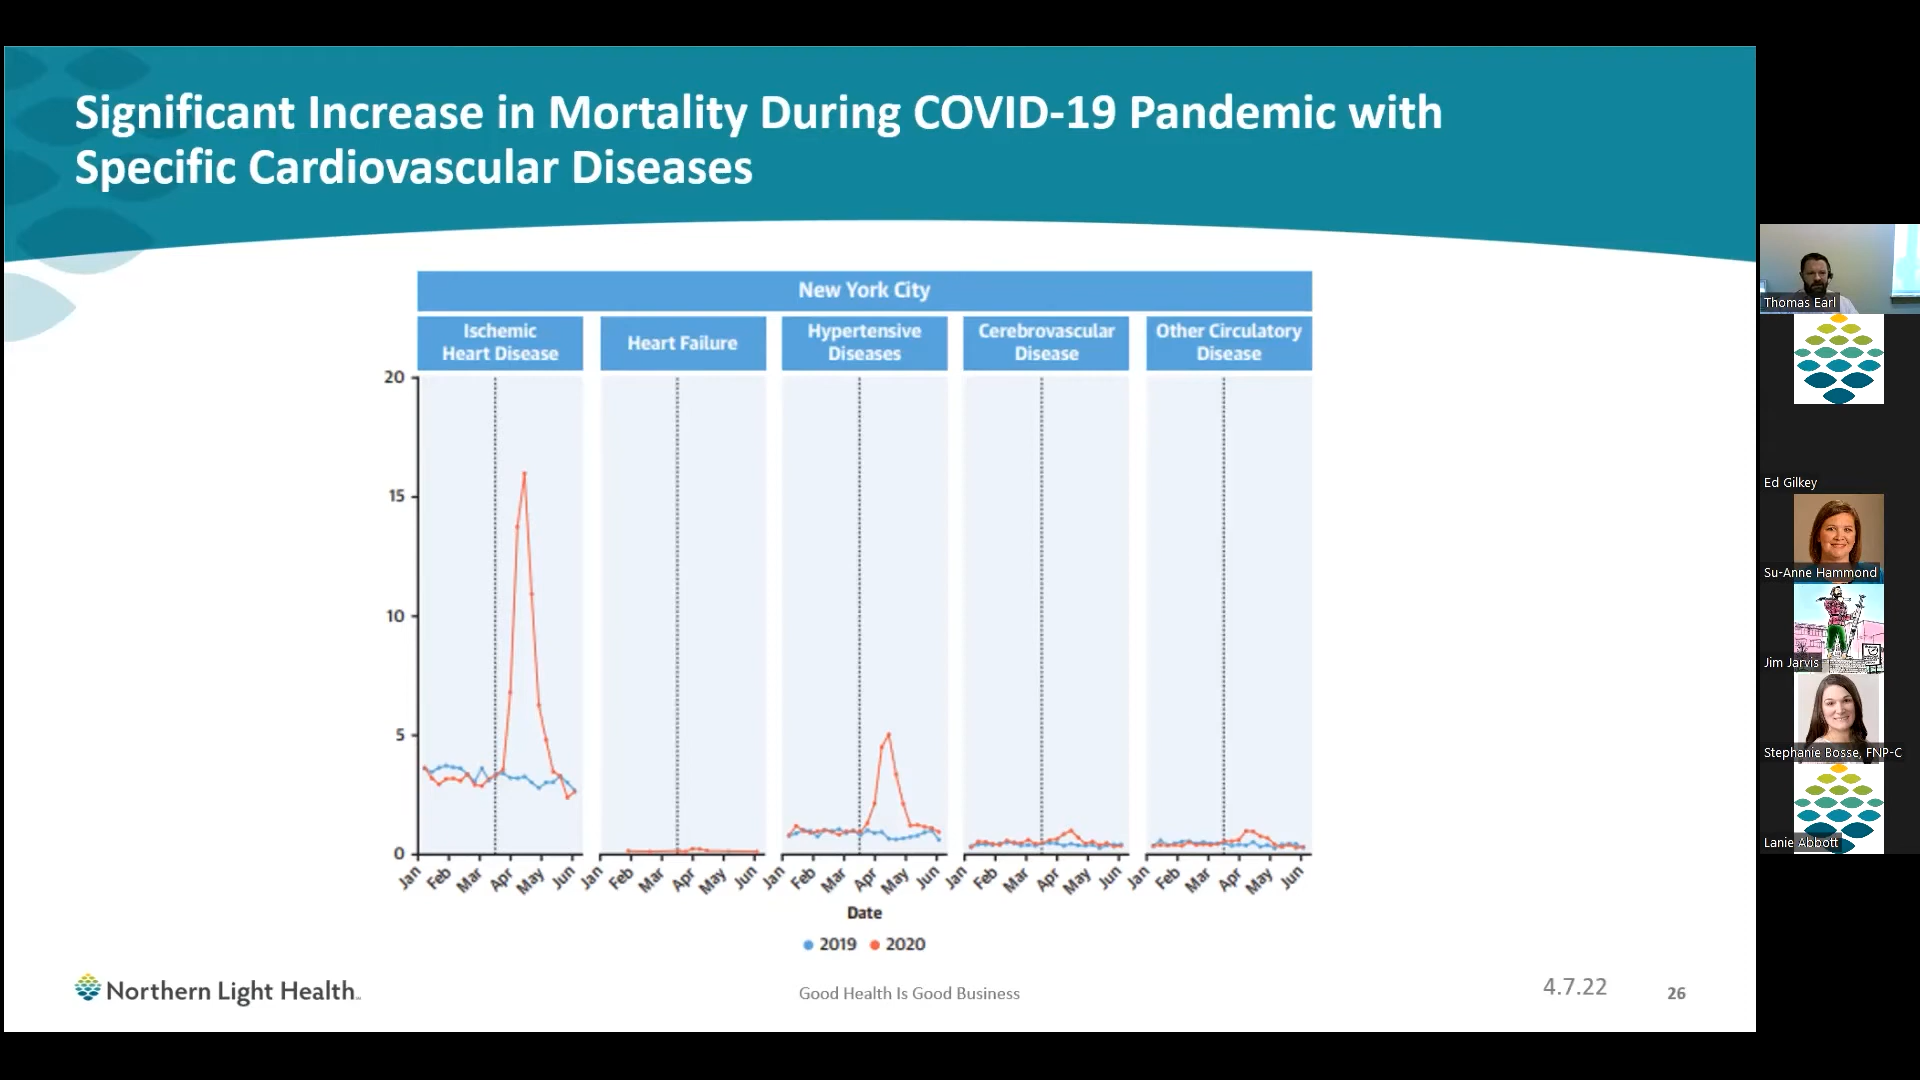 Significant Increase in Mortality During COVID-19 Pandemic with
Specific Cardiovascular Diseases
New York City
Ischemic
Heart Disease
Heart Failure
Hypertensive
Diseases
Cerebrovascular
Disease
Other Circulatory
Disease
20
15
10
5
0
Jan Feb Mar Apr May Jun Jan Feb Mar Apr May Jun Jan Feb Mar Apr May Jun Jan Feb Mar Apr May Jun Jan Feb Mar Apr May Jun
Date
2019 2020
Northern Light Health
Good Health Is Good Business
4.7.22
26
Thomas Earl
Ed Gilkey
Su-Anne Hammond
Jim Jarvis
Stephanie Bosse, FNP-C
Lanie Abbott